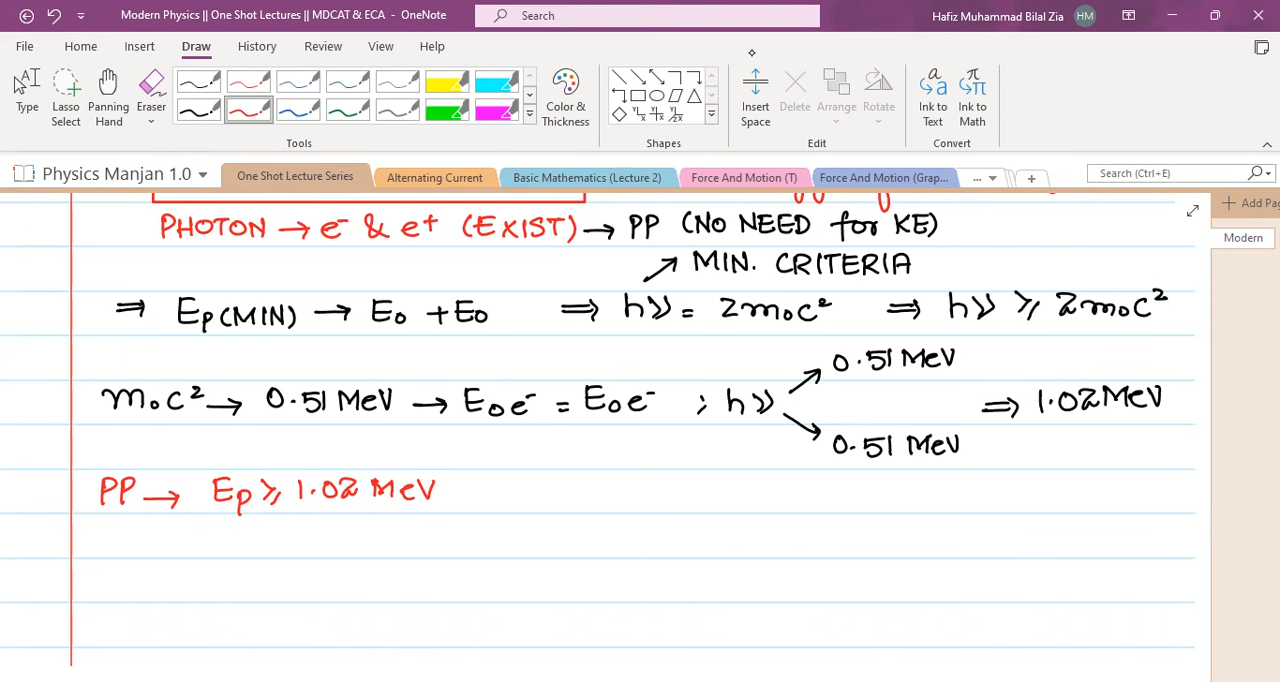 Modern Physics || One Shot Lectures || MDCAT & ECA - OneNote
Search
Hafiz Muhammad Bilal Zia HM
File Home Insert Draw History Review View Help
Type
Lasso Select
Panning Hand
Eraser
Color & Thickness
Insert Space
Delete
Arrange
Rotate
Ink to Text
Ink to Math
Tools
Shapes
Edit
Convert
Physics Manjan 1.0
One Shot Lecture Series
Alternating Current
Basic Mathematics (Lecture 2)
Force And Motion (T)
Force And Motion (Grap...
...
Search (Ctrl+E)
Add Pag
Modern
PHOTON → e⁻ & e⁺ (EXIST) → PP (NO NEED for KE)
↗ MIN. CRITERIA
⇒ Ep(MIN) → E₀ + E₀ ⇒ hν = 2m₀c² ⇒ hν ⩾ 2m₀c²
0.51 MeV
m₀c² → 0.51 MeV → E₀e⁻ = E₀e⁻ ; hν ⇒ 1.02 MeV
0.51 MeV
PP → Ep ⩾ 1.02 MeV